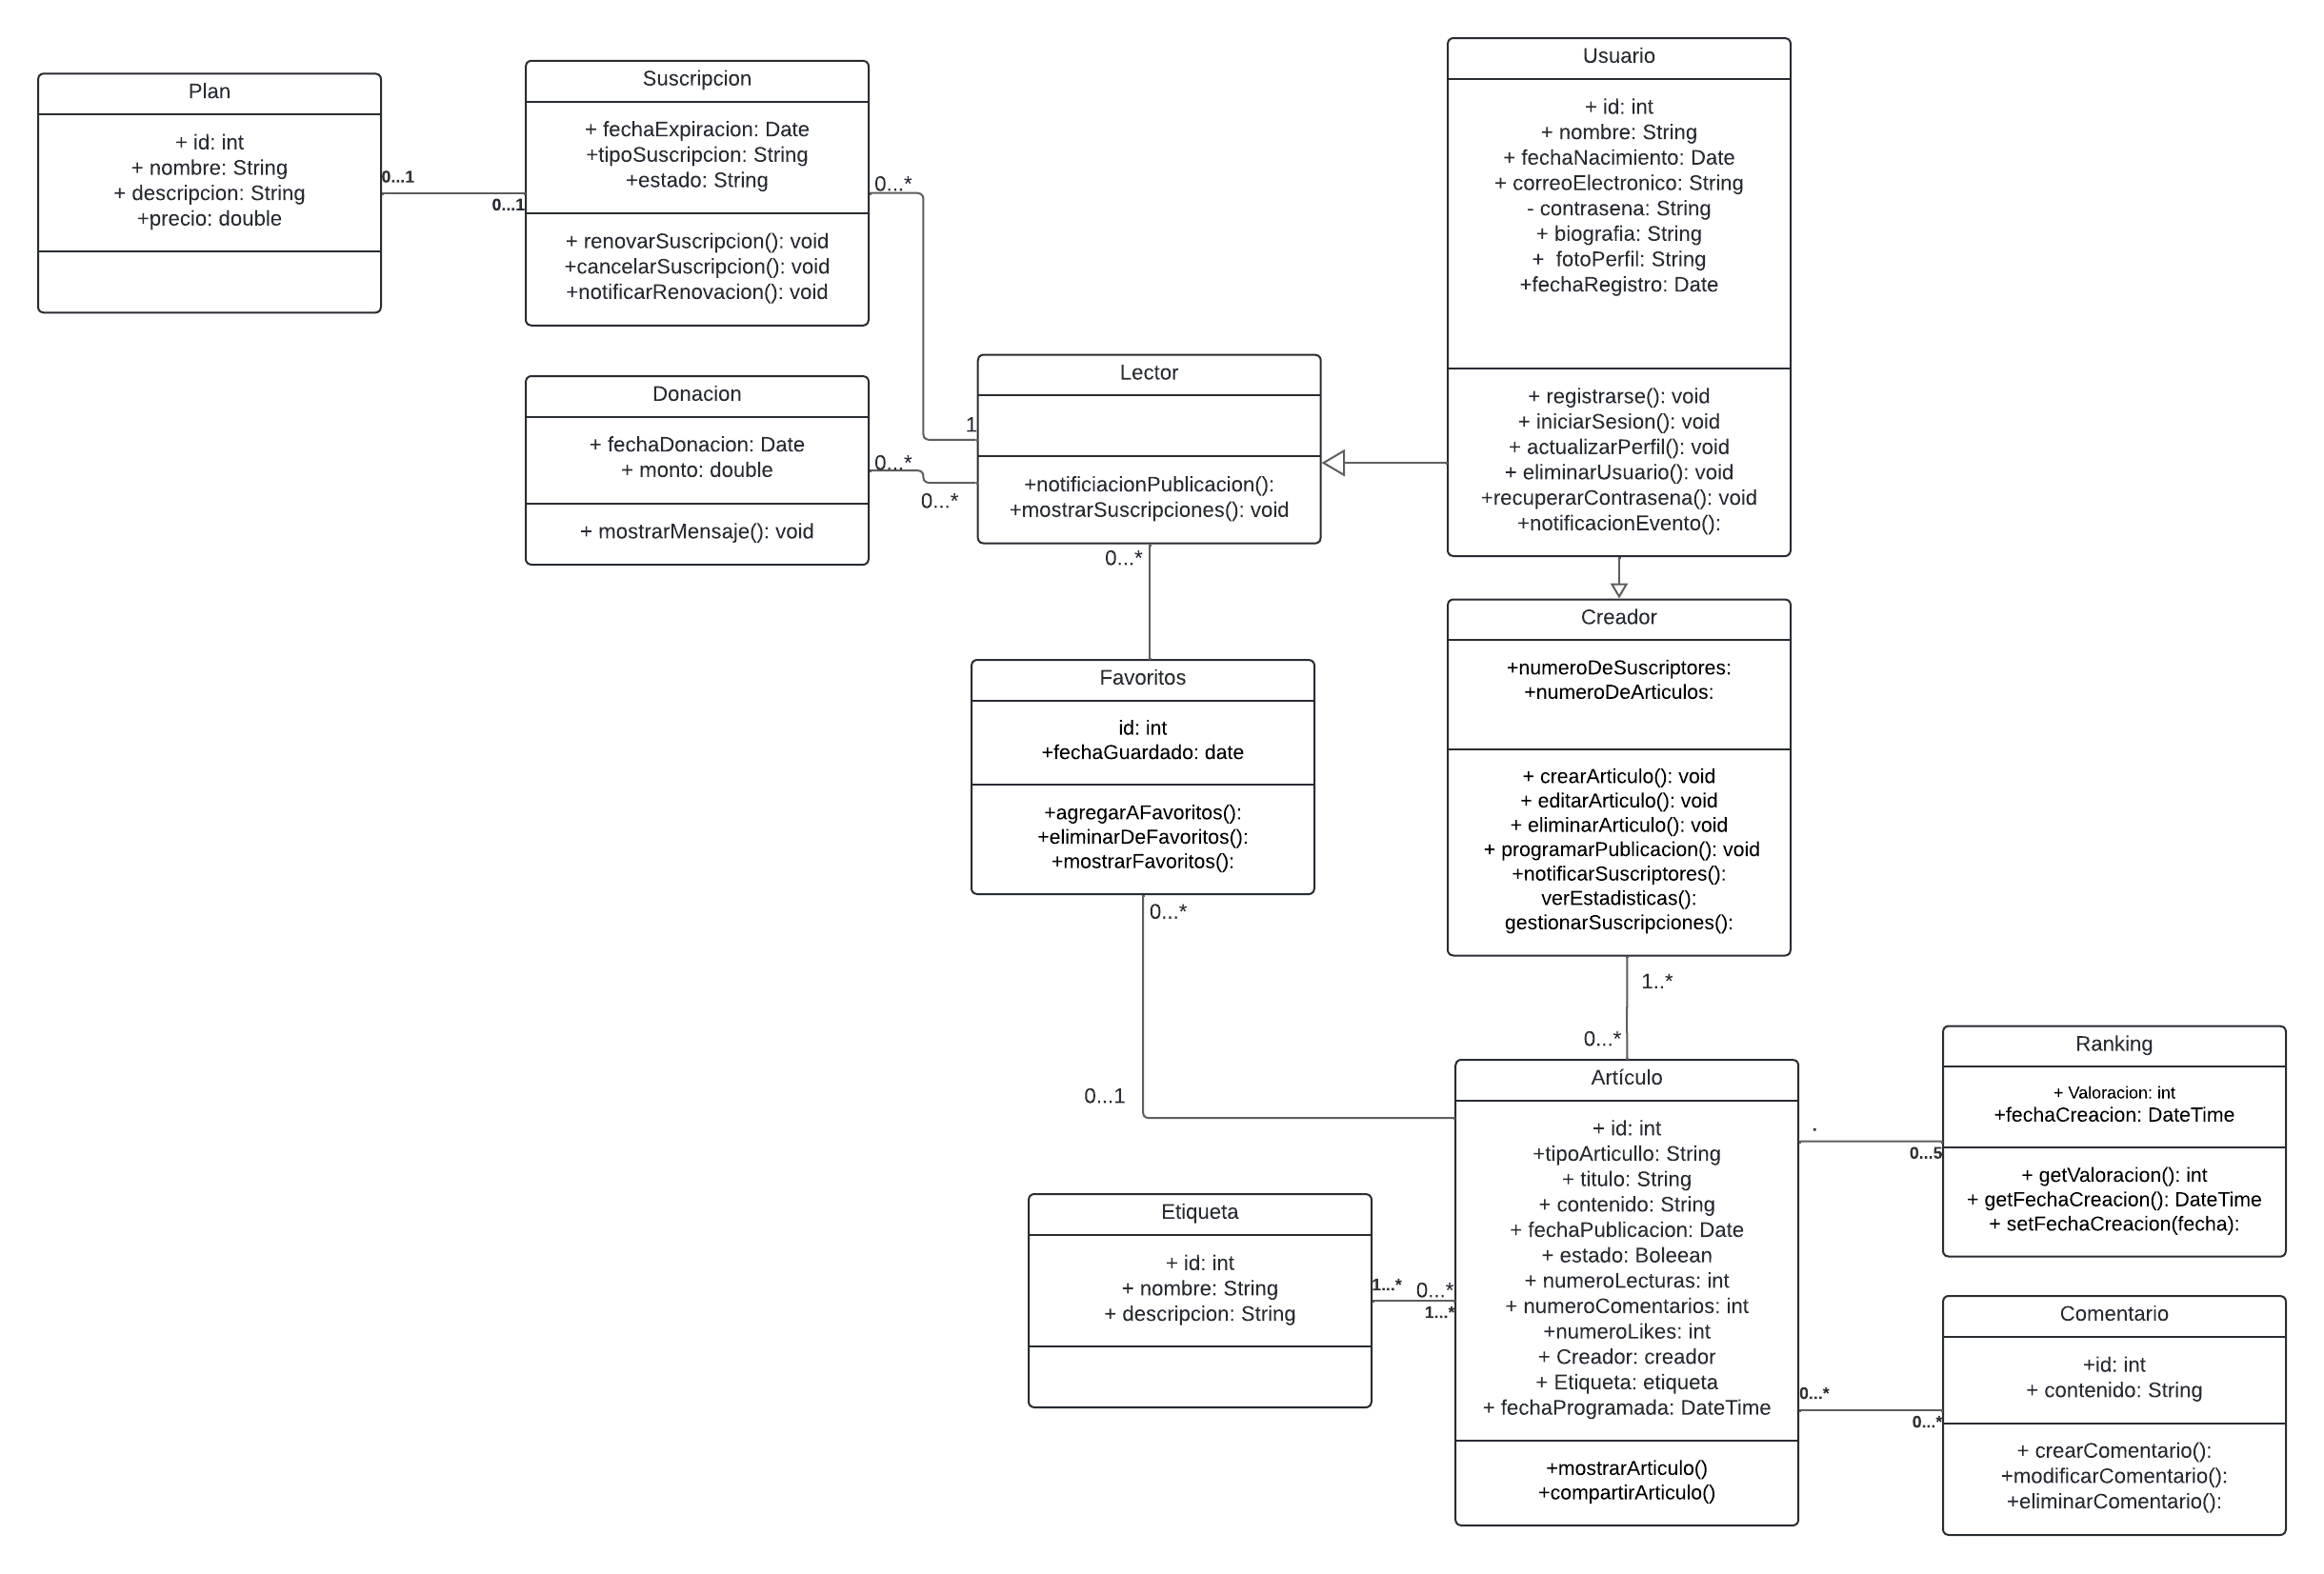 Plan
+ id: int
+ nombre: String
+ descripcion: String
+precio: double
0...1
0...1
Suscripcion
+ fechaExpiracion: Date
+tipoSuscripcion: String
+estado: String
+ renovarSuscripcion(): void
+cancelarSuscripcion(): void
+notificarRenovacion(): void
0...*
1
Donacion
+ fechaDonacion: Date
+ monto: double
+ mostrarMensaje(): void
0...*
0...*
Lector
+notificiacionPublicacion():
+mostrarSuscripciones(): void
0...*
Usuario
+ id: int
+ nombre: String
+ fechaNacimiento: Date
+ correoElectronico: String
- contrasena: String
+ biografia: String
+  fotoPerfil: String
+fechaRegistro: Date
+ registrarse(): void
+ iniciarSesion(): void
+ actualizarPerfil(): void
+ eliminarUsuario(): void
+recuperarContrasena(): void
+notificacionEvento():
Favoritos
id: int
+fechaGuardado: date
+agregarAFavoritos():
+eliminarDeFavoritos():
+mostrarFavoritos():
0...*
0...1
Creador
+numeroDeSuscriptores:
+numeroDeArticulos:
+ crearArticulo(): void
+ editarArticulo(): void
+ eliminarArticulo(): void
+ programarPublicacion(): void
+notificarSuscriptores():
verEstadisticas():
gestionarSuscripciones():
1..*
0...*
Artículo
+ id: int
+tipoArticullo: String
+ titulo: String
+ contenido: String
+ fechaPublicacion: Date
+ estado: Boleean
+ numeroLecturas: int
+ numeroComentarios: int
+numeroLikes: int
+ Creador: creador
+ Etiqueta: etiqueta
+ fechaProgramada: DateTime
+mostrarArticulo()
+compartirArticulo()
Etiqueta
+ id: int
+ nombre: String
+ descripcion: String
1...*
0...*
1...*
.
0...5
Ranking
+ Valoracion: int
+fechaCreacion: DateTime
+ getValoracion(): int
+ getFechaCreacion(): DateTime
+ setFechaCreacion(fecha):
0...*
0...*
Comentario
+id: int
+ contenido: String
+ crearComentario():
+modificarComentario():
+eliminarComentario():